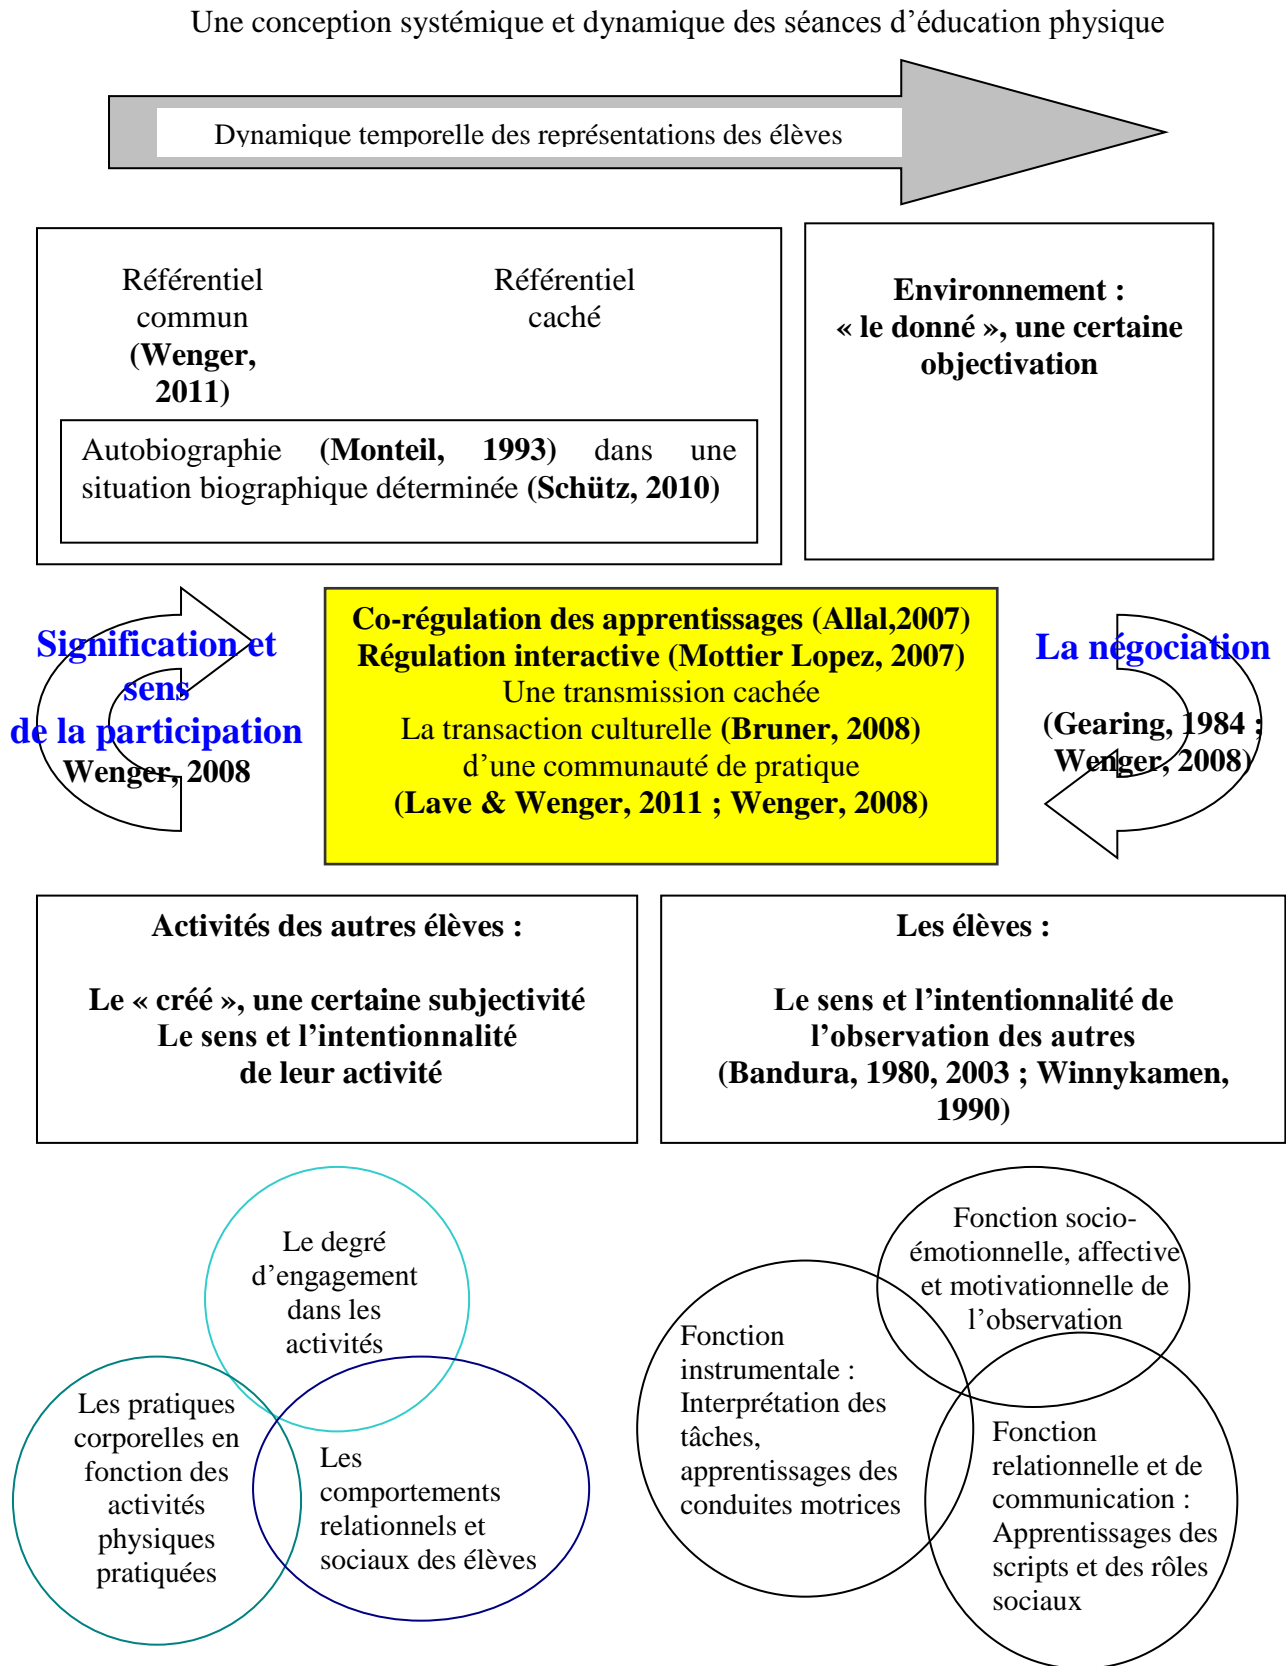 Une conception systémique et dynamique des séances d'éducation physique
Dynamique temporelle des représentations des élèves
Référentiel
commun
(Wenger,
2011)
Référentiel
caché
Autobiographie (Monteil, 1993) dans une
situation biographique déterminée (Schütz, 2010)
Environnement :
« le donné », une certaine
objectivation
Signification et
sens
de la participation
Wenger, 2008
Co-régulation des apprentissages (Allal,2007)
Régulation interactive (Mottier Lopez, 2007)
Une transmission cachée
La transaction culturelle (Bruner, 2008)
d'une communauté de pratique
(Lave & Wenger, 2011 ; Wenger, 2008)
La négociation
(Gearing, 1984 ;
Wenger, 2008)
Activités des autres élèves :
Le « créé », une certaine subjectivité
Le sens et l'intentionnalité
de leur activité
Les élèves :
Le sens et l'intentionnalité de
l'observation des autres
(Bandura, 1980, 2003 ; Winnykamen,
1990)
Le degré
d'engagement
dans les
activités
Les pratiques
corporelles en
fonction des
activités
physiques
pratiquées
Les
comportements
relationnels et
sociaux des élèves
Fonction socio-
émotionnelle, affective
et motivationnelle de
l'observation
Fonction
instrumentale :
Interprétation des
tâches,
apprentissages des
conduites motrices
Fonction
relationnelle et de
communication :
Apprentissages des
scripts et des rôles
sociaux